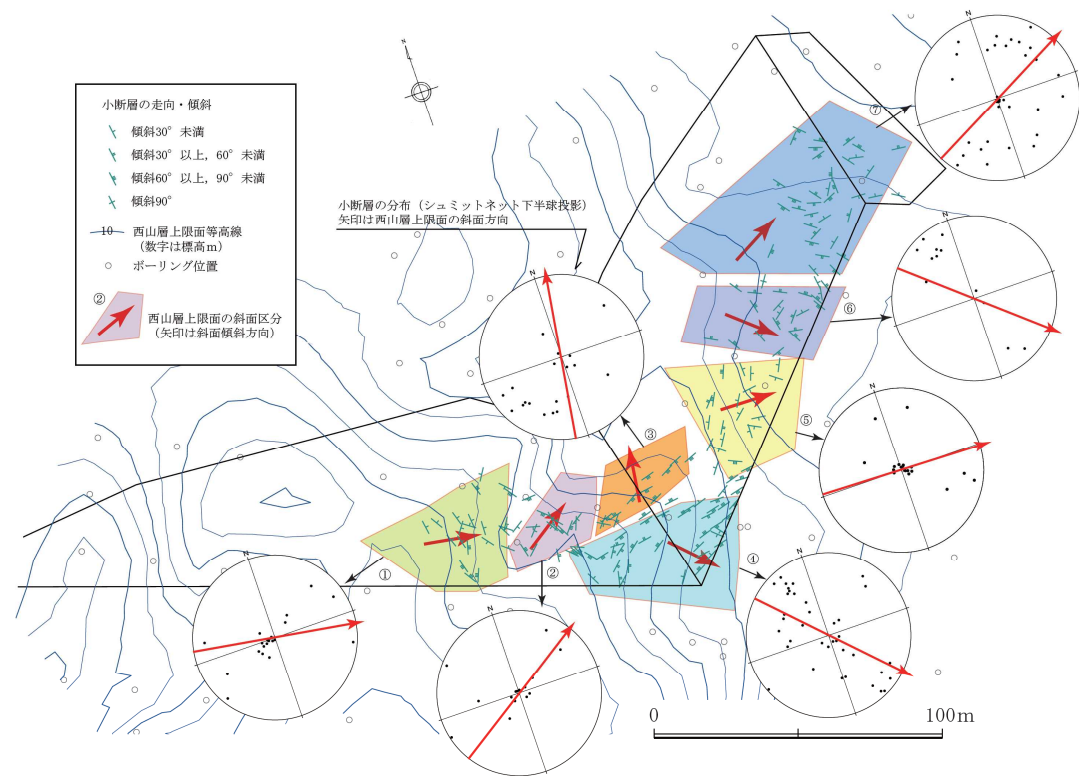 小断層の走向・傾斜
傾斜30° 未満
傾斜30° 以上，60° 未満
傾斜60° 以上，90° 未満
傾斜90°
10 西山層上限面等高線
（数字は標高m）
ボーリング位置
②
西山層上限面の斜面区分
（矢印は斜面傾斜方向）
小断層の分布（シュミットネット下半球投影）
矢印は西山層上限面の斜面方向
N
N
⑦
N
⑥
N
③
N
⑤
N
①
N
②
N
④
0 100m